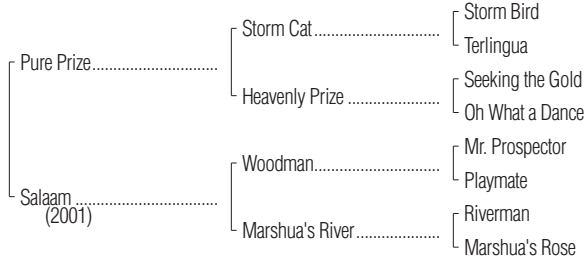 Storm Bird
Storm Cat..............................
Terlingua
Pure Prize..............................
Seeking the Gold
Heavenly Prize ......................
Oh What a Dance
Mr. Prospector
Woodman..............................
Playmate
Salaam ..................................
(2001)
Riverman
Marshua's River....................
Marshua's Rose